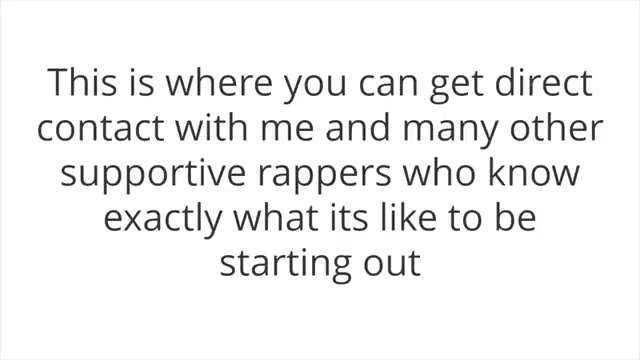 This is where you can get direct
contact with me and many other
supportive rappers who know
exactly what its like to be
starting out